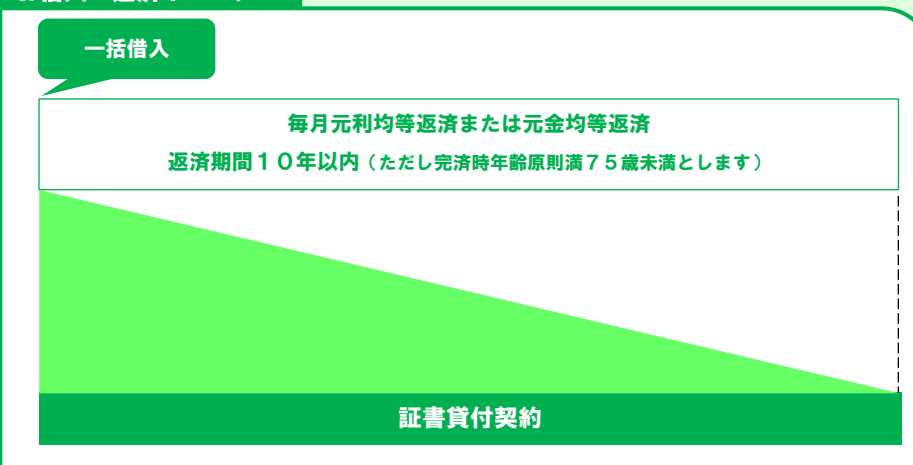 一括借入
毎月元利均等返済または元金均等返済
返済期間１０年以内（ただし完済時年齢原則満７５歳未満とします）
証書貸付契約